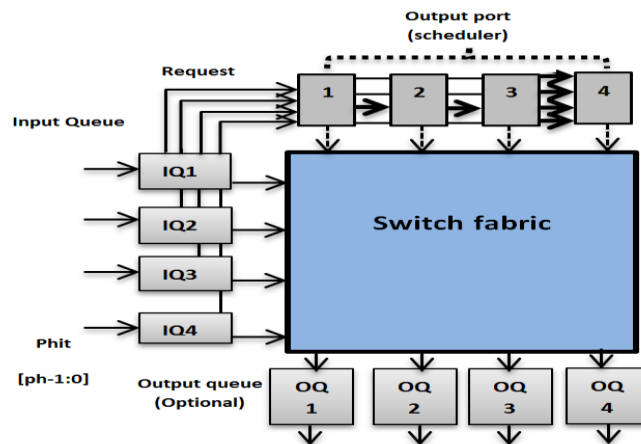 Output port
(scheduler)
Request
1 2 3 4
Input Queue
IQ1
IQ2
Switch fabric
IQ3
IQ4
Phit
[ph-1:0]
Output queue
(Optional)
OQ
1
OQ
2
OQ
3
OQ
4